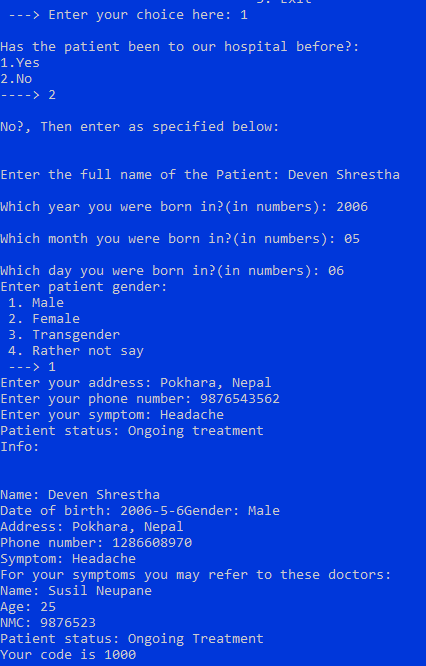 5. Exit
---> Enter your choice here: 1
Has the patient been to our hospital before?:
1.Yes
2.No
----> 2
No?, Then enter as specified below:
Enter the full name of the Patient: Deven Shrestha
Which year you were born in?(in numbers): 2006
Which month you were born in?(in numbers): 05
Which day you were born in?(in numbers): 06
Enter patient gender:
1. Male
2. Female
3. Transgender
4. Rather not say
---> 1
Enter your address: Pokhara, Nepal
Enter your phone number: 9876543562
Enter your symptom: Headache
Patient status: Ongoing treatment
Info:
Name: Deven Shrestha
Date of birth: 2006-5-6Gender: Male
Address: Pokhara, Nepal
Phone number: 1286608970
Symptom: Headache
For your symptoms you may refer to these doctors:
Name: Susil Neupane
Age: 25
NMC: 9876523
Patient status: Ongoing Treatment
Your code is 1000